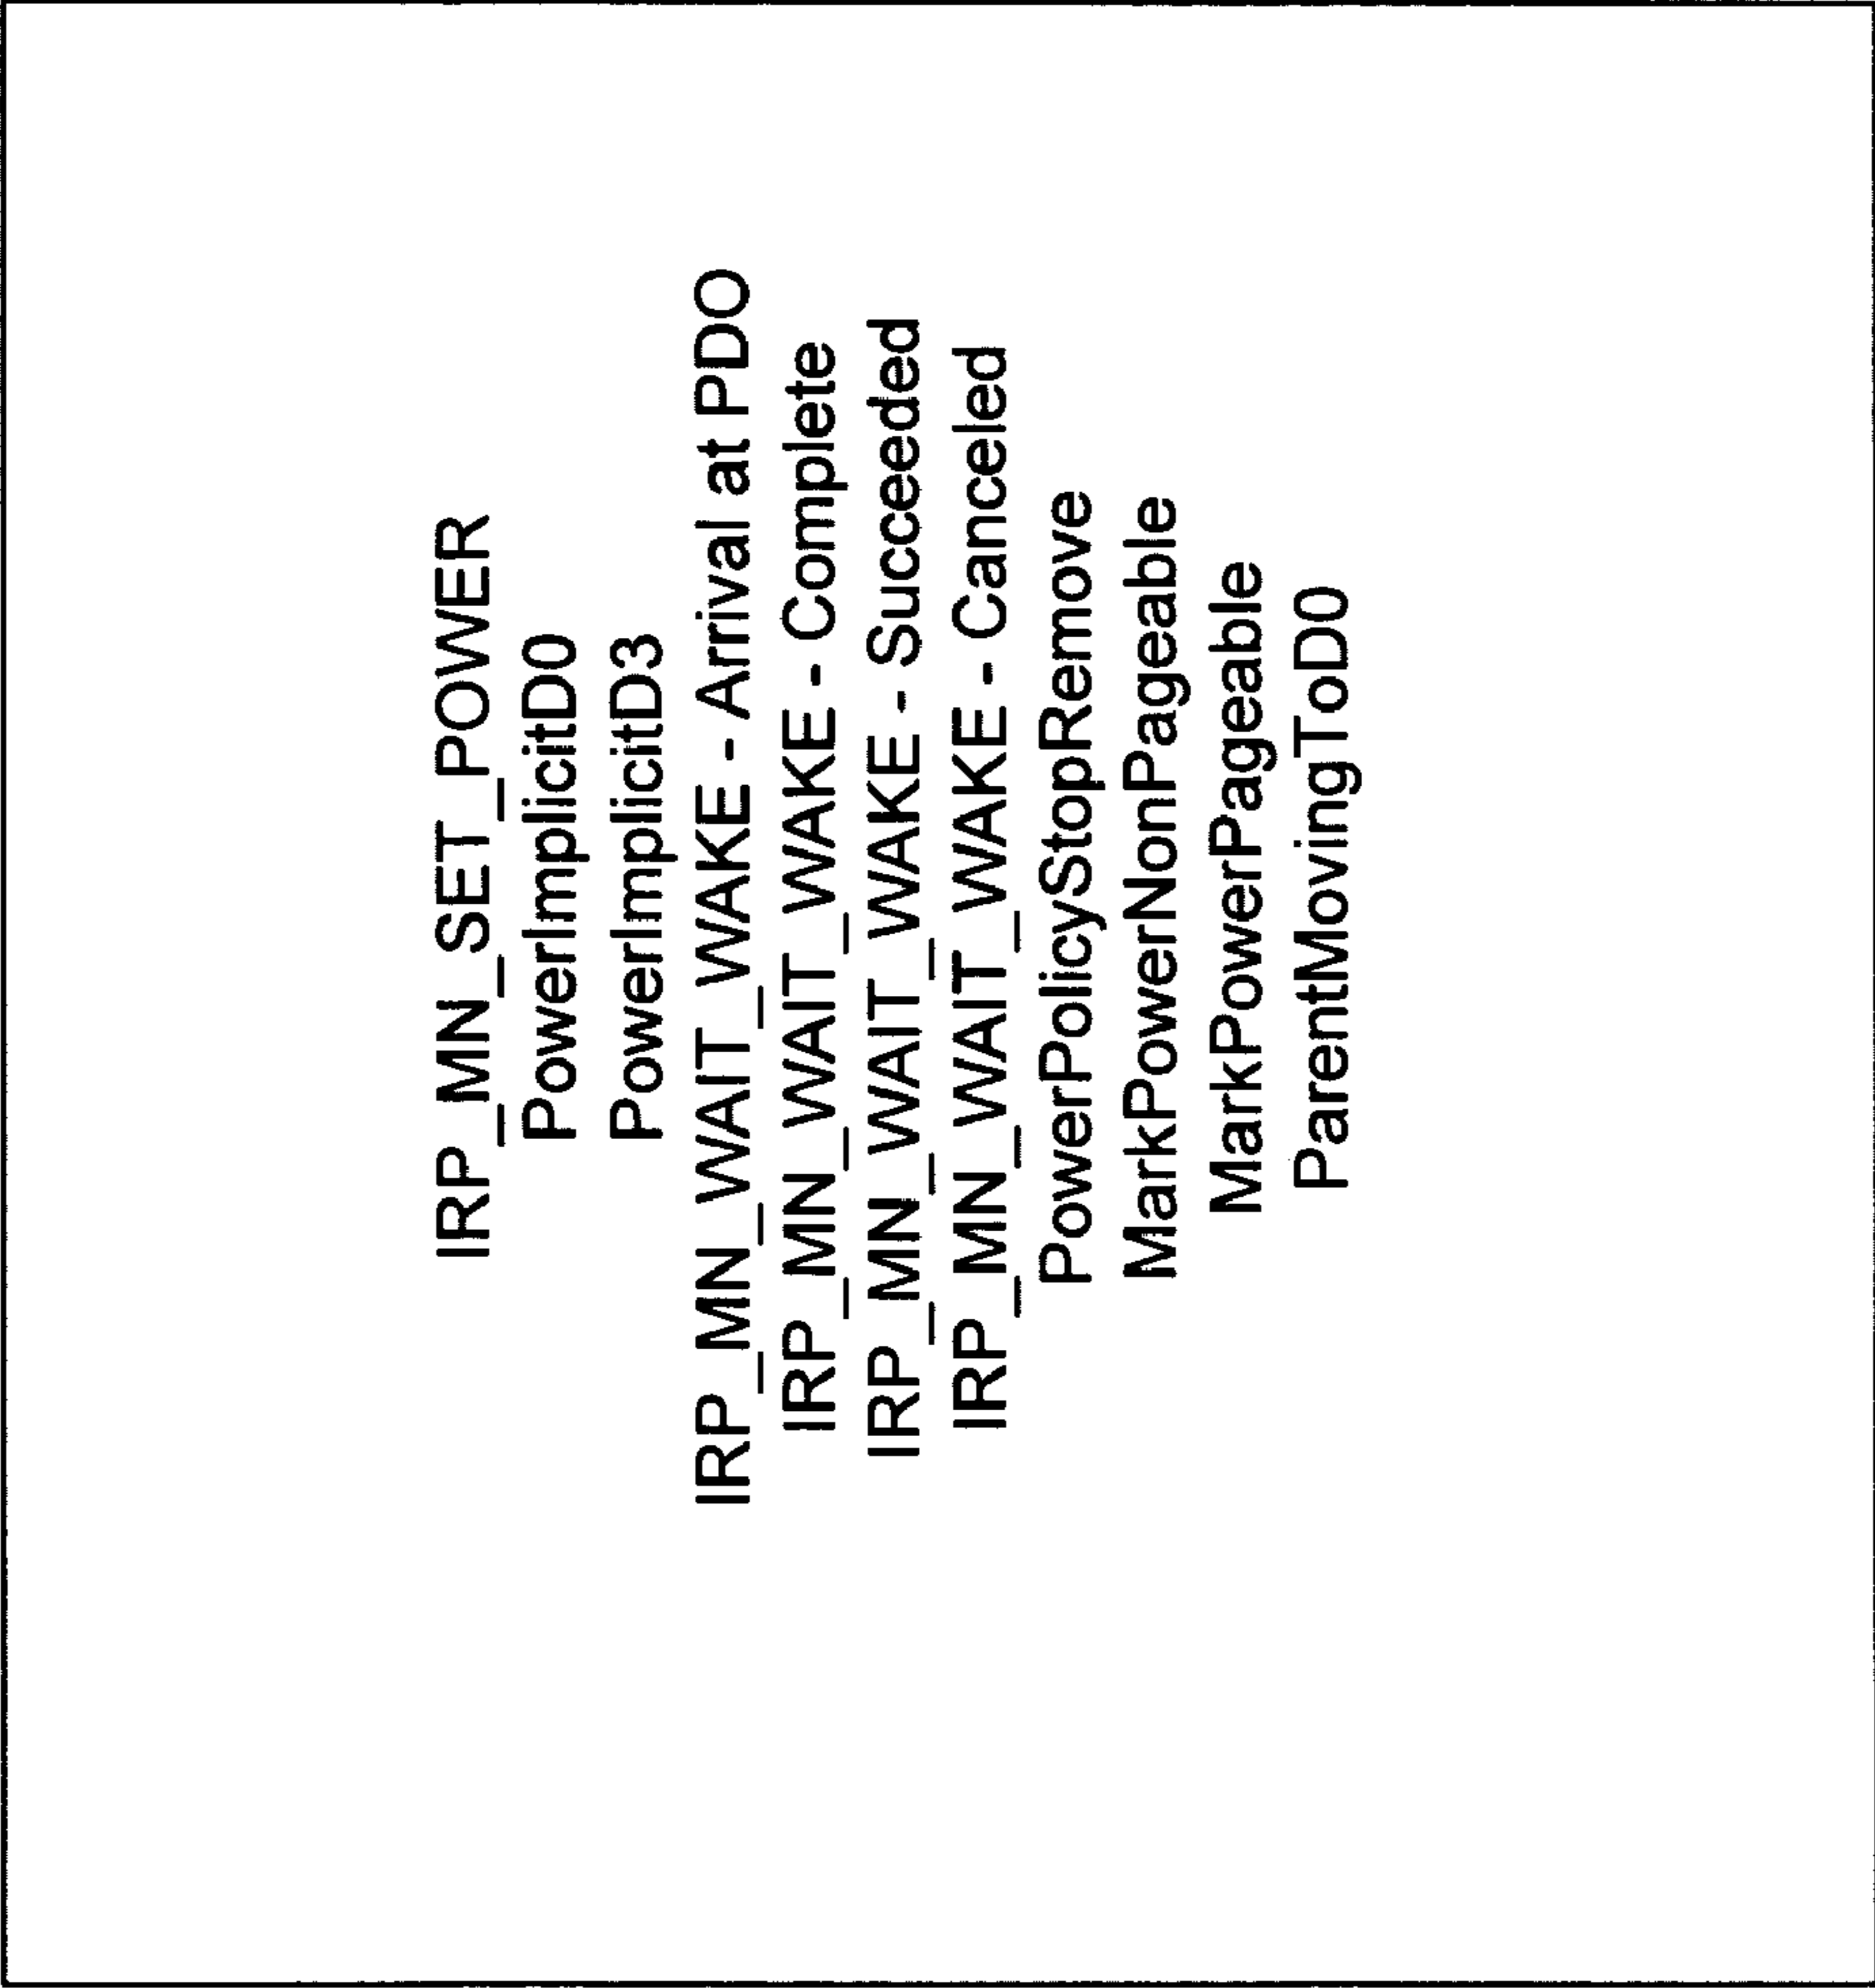 IRP_MN_SET_POWER
PowerImplicitD0
PowerImplicitD3
IRP_MN_WAIT_WAKE - Arrival at PDO
IRP_MN_WAIT_WAKE - Complete
IRP_MN_WAIT_WAKE - Succeeded
IRP_MN_WAIT_WAKE - Canceled
PowerPolicyStopRemove
MarkPowerNonPageable
MarkPowerPageable
ParentMovingToD0